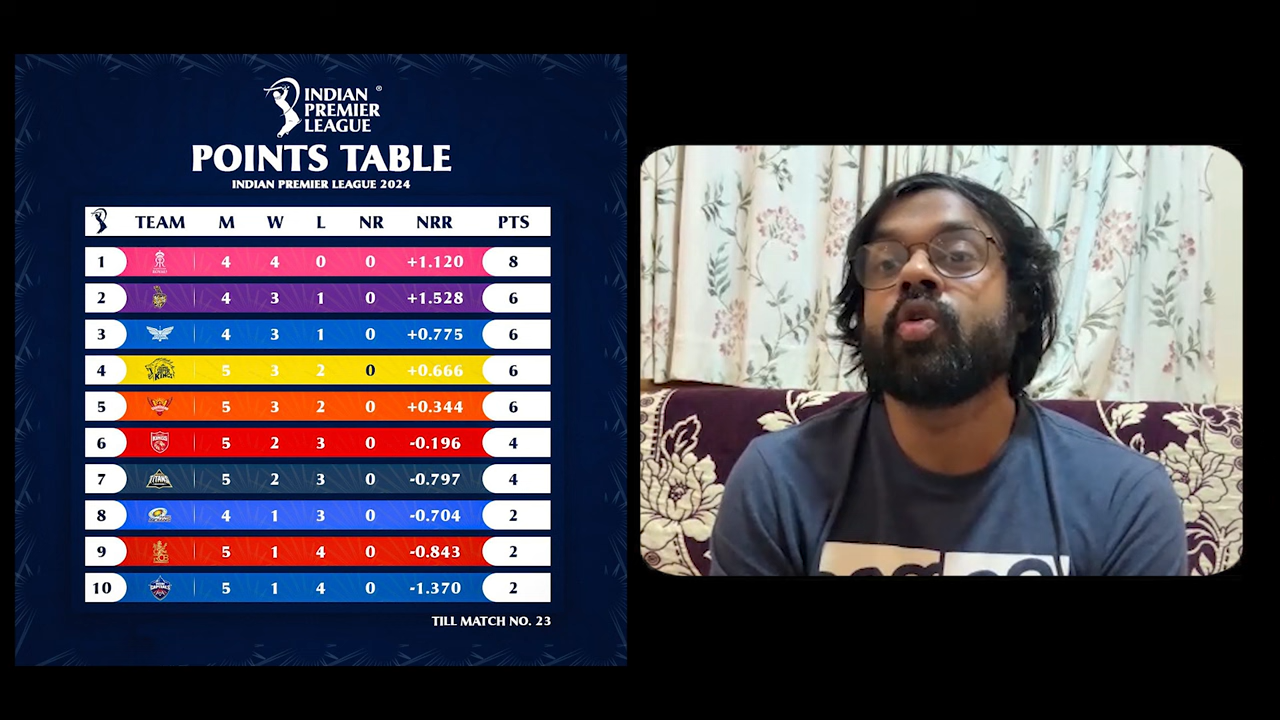 INDIAN
PREMIER
LEAGUE
POINTS TABLE
INDIAN PREMIER LEAGUE 2024
TEAM M W L NR NRR PTS
1 4 4 0 0 +1.120 8
2 4 3 1 0 +1.528 6
3 4 3 1 0 +0.775 6
4 KINGS 5 3 2 0 +0.666 6
5 5 3 2 0 +0.344 6
6 KINGS 5 2 3 0 -0.196 4
7 TITANS 5 2 3 0 -0.797 4
8 4 1 3 0 -0.704 2
9 RCB 5 1 4 0 -0.843 2
10 CAPITALS 5 1 4 0 -1.370 2
TILL MATCH NO. 23